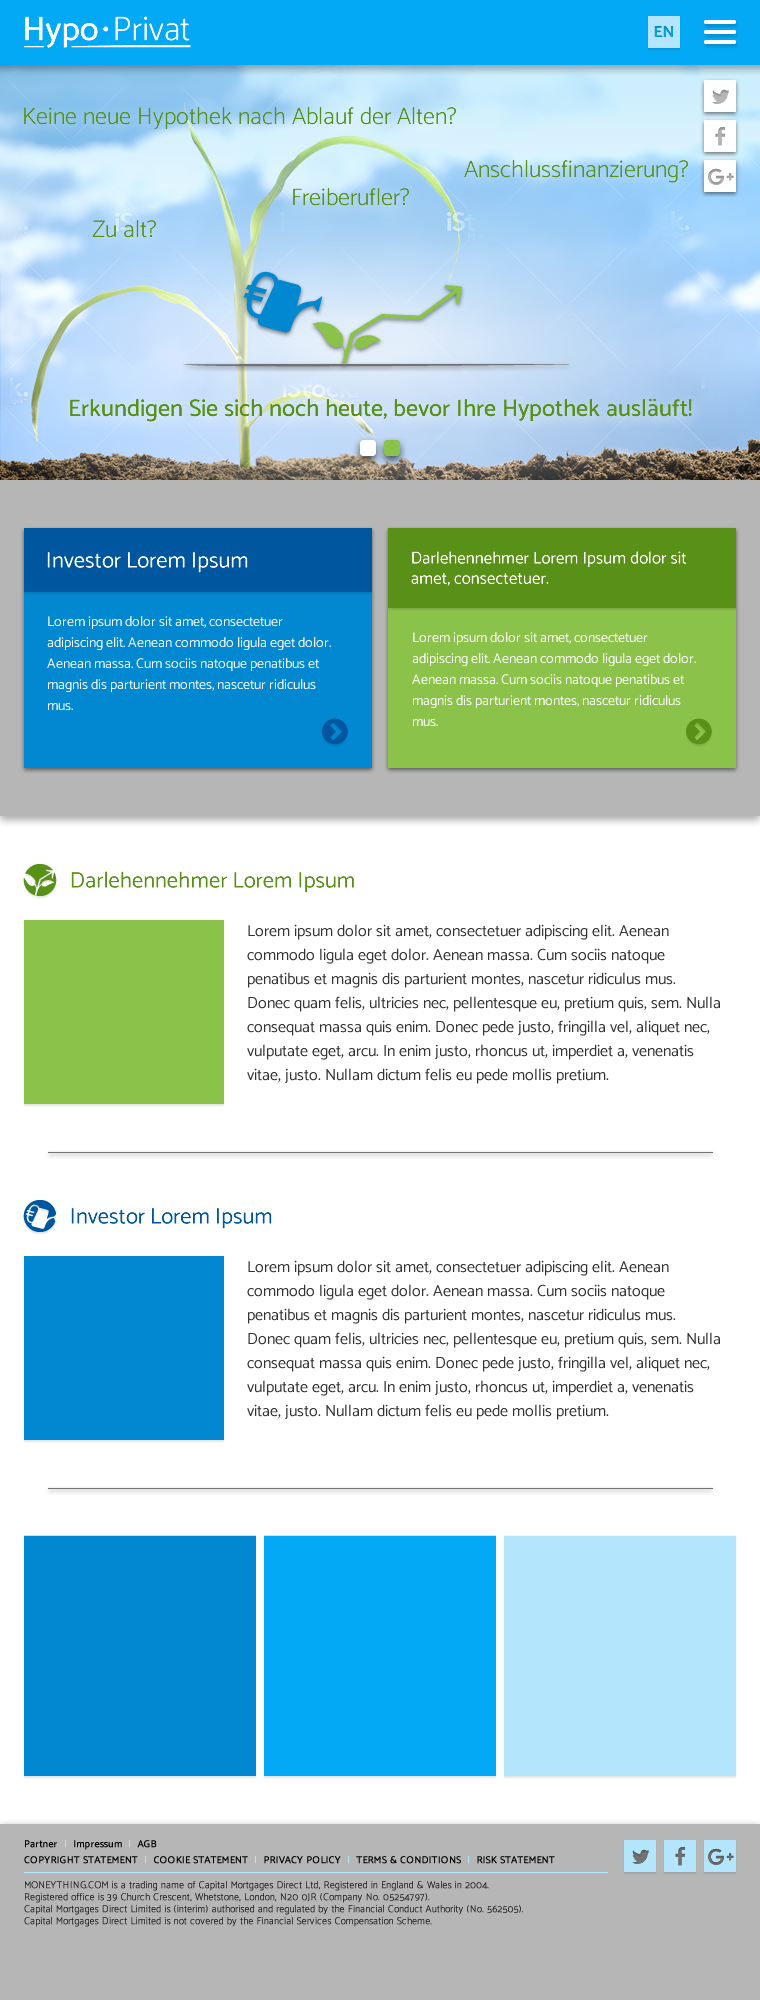 Hypo · Privat
EN
Keine neue Hypothek nach Ablauf der Alten?
Anschlussfinanzierung?
Freiberufler?
Zu alt?
Erkundigen Sie sich noch heute, bevor Ihre Hypothek ausläuft!
Investor Lorem Ipsum
Lorem ipsum dolor sit amet, consectetuer
adipiscing elit. Aenean commodo ligula eget dolor.
Aenean massa. Cum sociis natoque penatibus et
magnis dis parturient montes, nascetur ridiculus
mus.
Darlehennehmer Lorem Ipsum dolor sit
amet, consectetuer.
Lorem ipsum dolor sit amet, consectetuer
adipiscing elit. Aenean commodo ligula eget dolor.
Aenean massa. Cum sociis natoque penatibus et
magnis dis parturient montes, nascetur ridiculus
mus.
Darlehennehmer Lorem Ipsum
Lorem ipsum dolor sit amet, consectetuer adipiscing elit. Aenean
commodo ligula eget dolor. Aenean massa. Cum sociis natoque
penatibus et magnis dis parturient montes, nascetur ridiculus mus.
Donec quam felis, ultricies nec, pellentesque eu, pretium quis, sem. Nulla
consequat massa quis enim. Donec pede justo, fringilla vel, aliquet nec,
vulputate eget, arcu. In enim justo, rhoncus ut, imperdiet a, venenatis
vitae, justo. Nullam dictum felis eu pede mollis pretium.
Investor Lorem Ipsum
Lorem ipsum dolor sit amet, consectetuer adipiscing elit. Aenean
commodo ligula eget dolor. Aenean massa. Cum sociis natoque
penatibus et magnis dis parturient montes, nascetur ridiculus mus.
Donec quam felis, ultricies nec, pellentesque eu, pretium quis, sem. Nulla
consequat massa quis enim. Donec pede justo, fringilla vel, aliquet nec,
vulputate eget, arcu. In enim justo, rhoncus ut, imperdiet a, venenatis
vitae, justo. Nullam dictum felis eu pede mollis pretium.
Partner | Impressum | AGB
COPYRIGHT STATEMENT | COOKIE STATEMENT | PRIVACY POLICY | TERMS & CONDITIONS | RISK STATEMENT
MONEYTHING.COM is a trading name of Capital Mortgages Direct Ltd, Registered in England & Wales in 2004.
Registered office is 39 Church Crescent, Whetstone, London, N20 0JR (Company No. 05254797).
Capital Mortgages Direct Limited is (interim) authorised and regulated by the Financial Conduct Authority (No. 562505).
Capital Mortgages Direct Limited is not covered by the Financial Services Compensation Scheme.